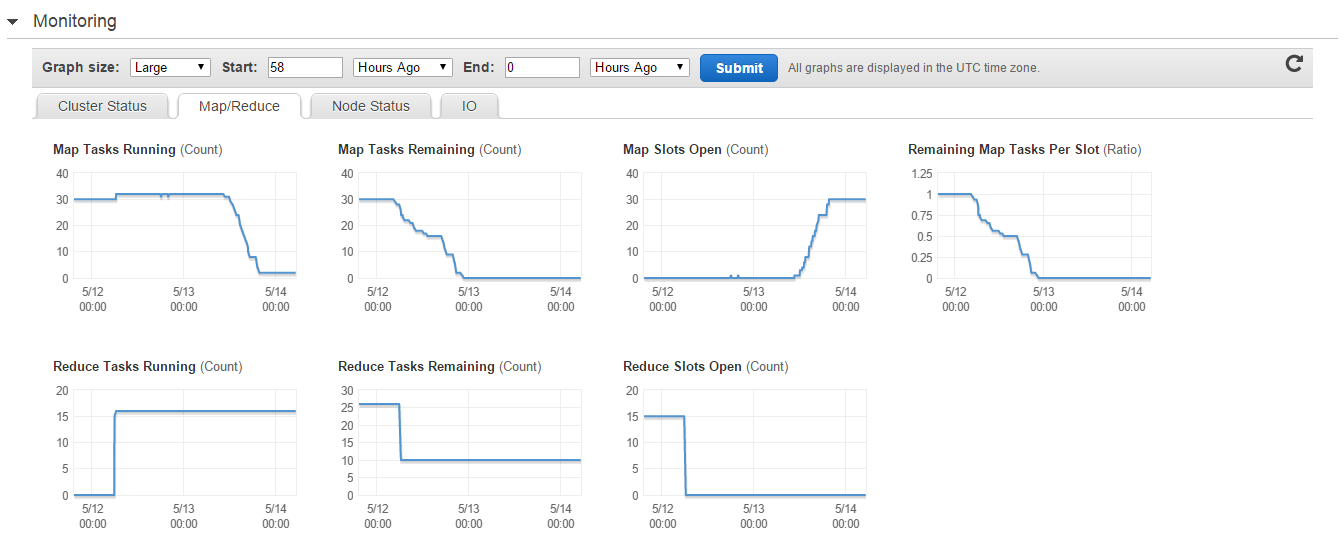 Monitoring
Graph size: Large Start: 58 Hours Ago End: 0 Hours Ago Submit All graphs are displayed in the UTC time zone.
Cluster Status Map/Reduce Node Status IO
Map Tasks Running (Count)
40
30
20
10
0
5/12 5/13 5/14
00:00 00:00 00:00
Map Tasks Remaining (Count)
40
30
20
10
0
5/12 5/13 5/14
00:00 00:00 00:00
Map Slots Open (Count)
40
30
20
10
0
5/12 5/13 5/14
00:00 00:00 00:00
Remaining Map Tasks Per Slot (Ratio)
1.25
1
0.75
0.5
0.25
0
5/12 5/13 5/14
00:00 00:00 00:00
Reduce Tasks Running (Count)
20
15
10
5
0
5/12 5/13 5/14
00:00 00:00 00:00
Reduce Tasks Remaining (Count)
30
25
20
15
10
5
0
5/12 5/13 5/14
00:00 00:00 00:00
Reduce Slots Open (Count)
20
15
10
5
0
5/12 5/13 5/14
00:00 00:00 00:00